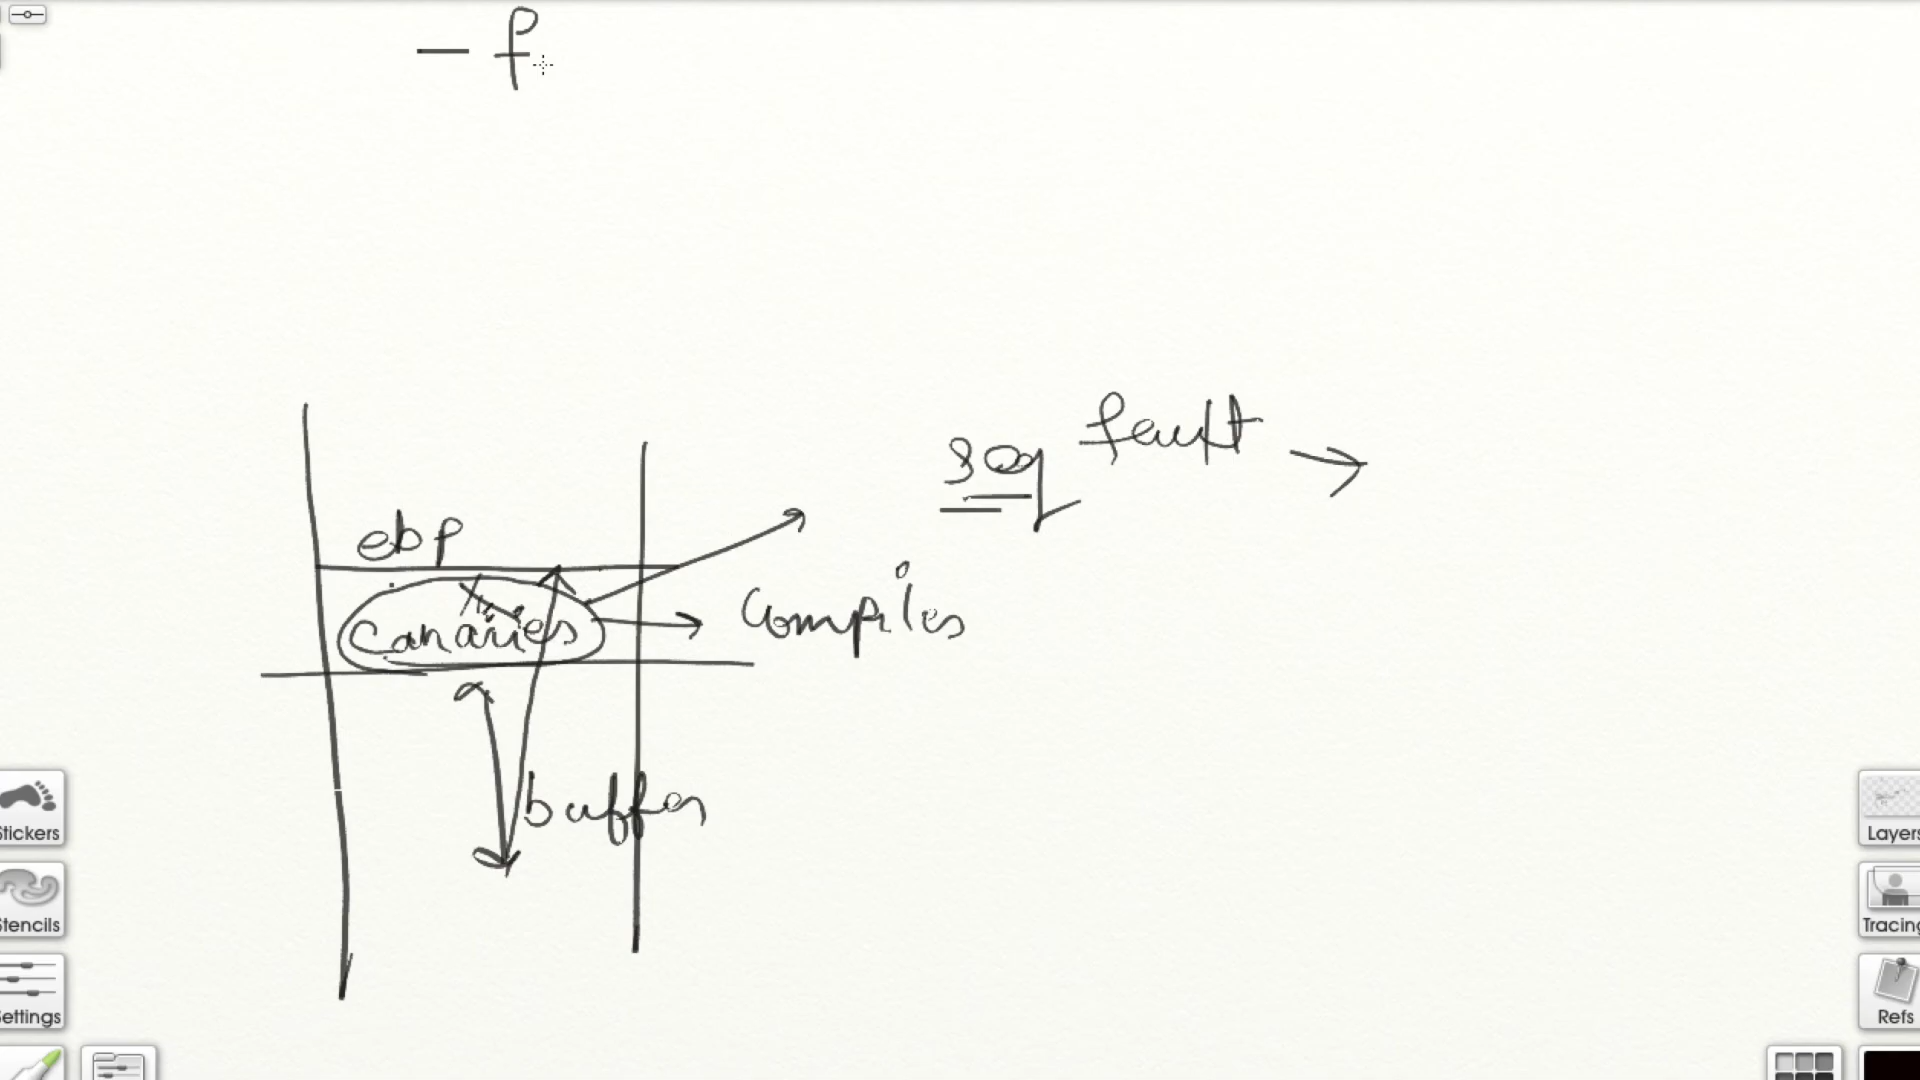 — f
seg fault →
ebp
Canaries
Compiler
buffer
Stickers
Stencils
Settings
Layers
Tracing
Refs